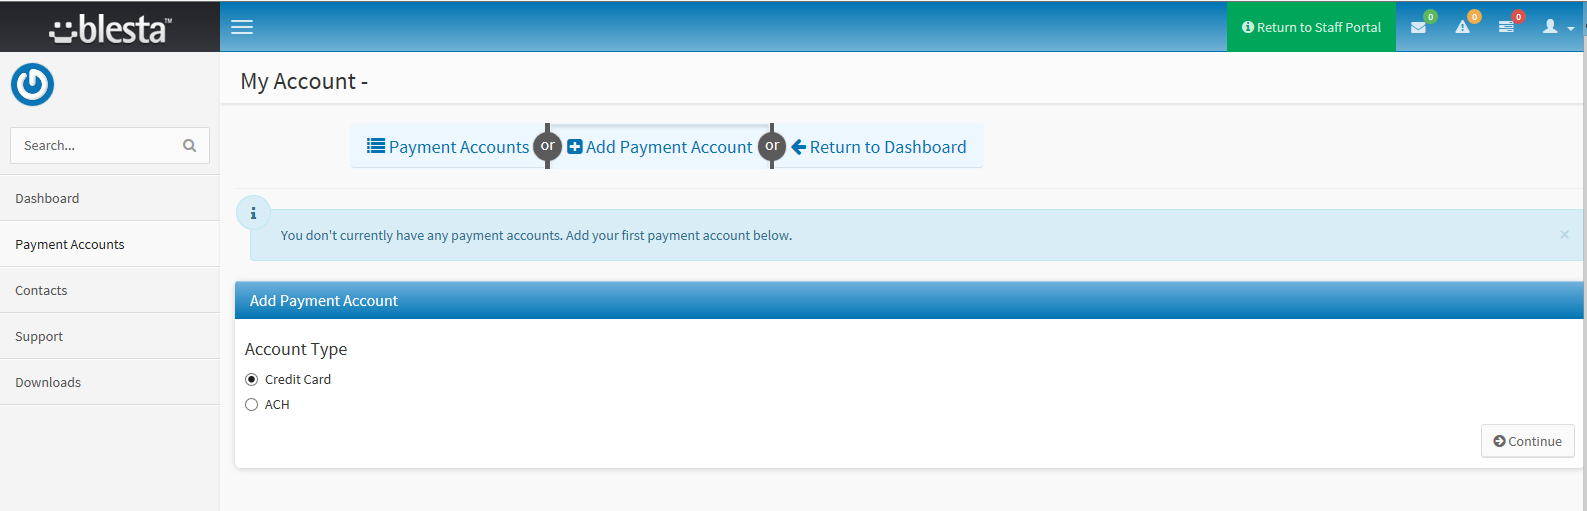 blesta™
Return to Staff Portal
0
0
0
My Account -
Search...
Dashboard
Payment Accounts
Contacts
Support
Downloads
Payment Accounts or Add Payment Account or Return to Dashboard
You don't currently have any payment accounts. Add your first payment account below.
×
Add Payment Account
Account Type
Credit Card
ACH
Continue